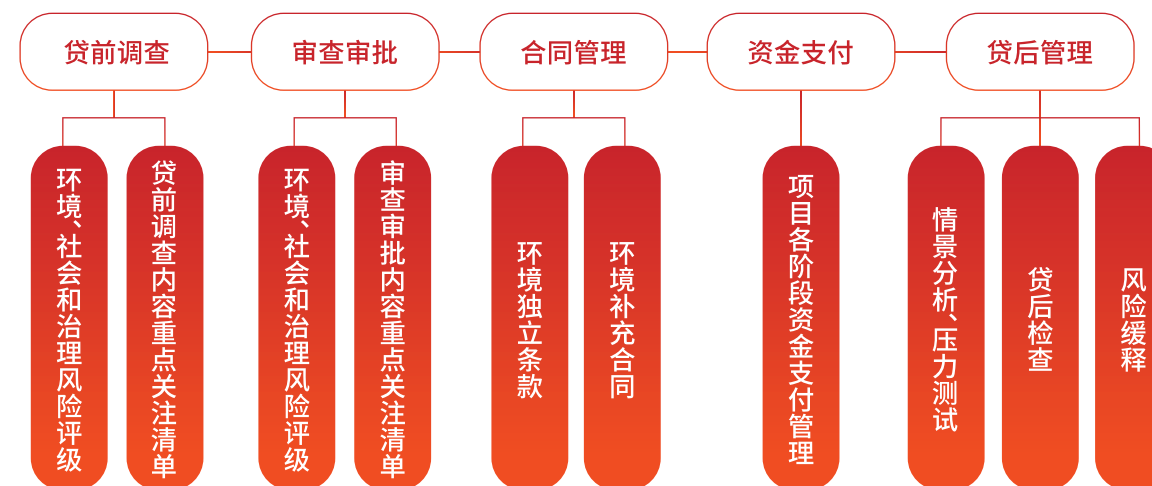 贷前调查
审查审批
合同管理
资金支付
贷后管理
环境、社会和治理风险评级
贷前调查内容重点关注清单
环境、社会和治理风险评级
审查审批内容重点关注清单
环境独立条款
环境补充合同
项目各阶段资金支付管理
情景分析、压力测试
贷后检查
风险缓释